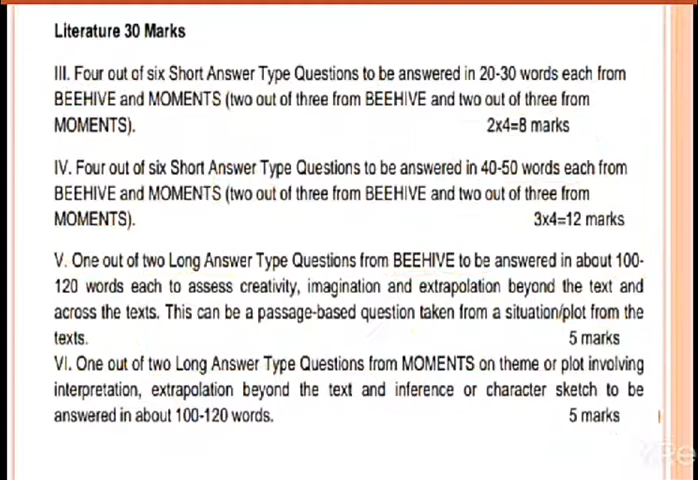 Literature 30 Marks
III. Four out of six Short Answer Type Questions to be answered in 20-30 words each from
BEEHIVE and MOMENTS (two out of three from BEEHIVE and two out of three from
MOMENTS). 2x4=8 marks
IV. Four out of six Short Answer Type Questions to be answered in 40-50 words each from
BEEHIVE and MOMENTS (two out of three from BEEHIVE and two out of three from
MOMENTS). 3x4=12 marks
V. One out of two Long Answer Type Questions from BEEHIVE to be answered in about 100-
120 words each to assess creativity, imagination and extrapolation beyond the text and
across the texts. This can be a passage-based question taken from a situation/plot from the
texts. 5 marks
VI. One out of two Long Answer Type Questions from MOMENTS on theme or plot involving
interpretation, extrapolation beyond the text and inference or character sketch to be
answered in about 100-120 words. 5 marks